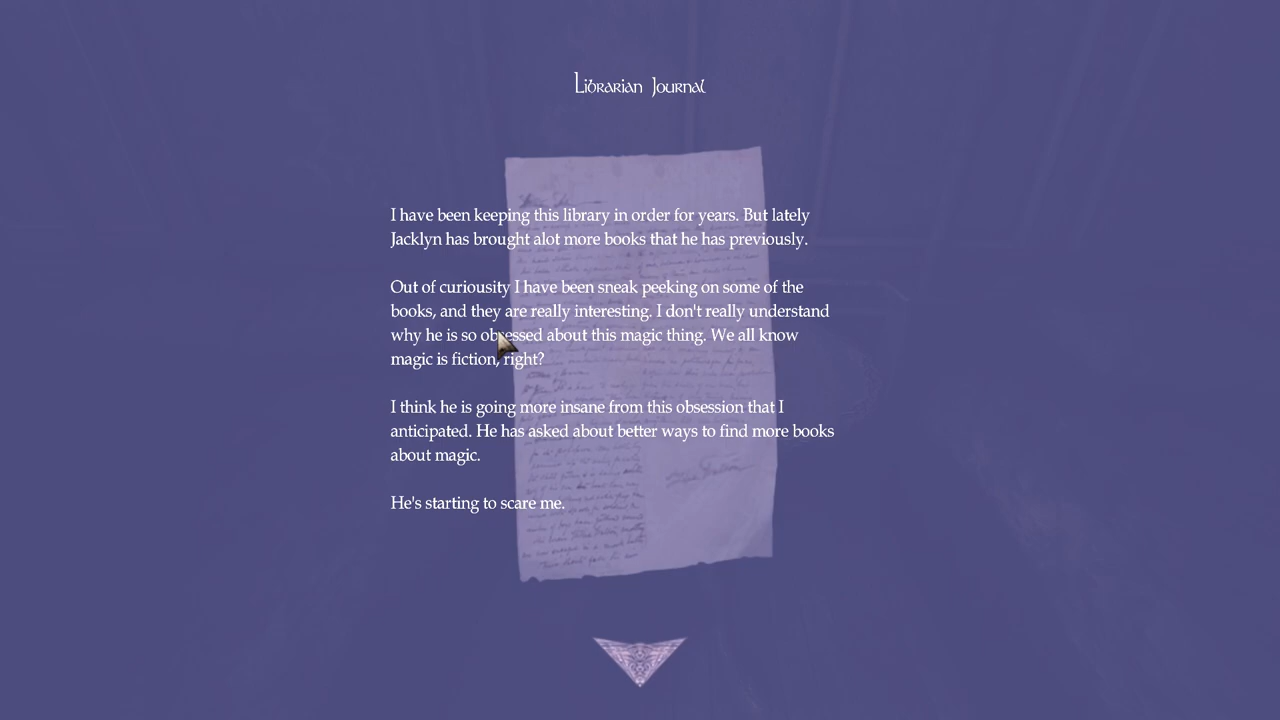 Librarian Journal
I have been keeping this library in order for years. But lately
Jacklyn has brought alot more books that he has previously.
Out of curiousity I have been sneak peeking on some of the
books, and they are really interesting. I don't really understand
why he is so obsessed about this magic thing. We all know
magic is fiction, right?
I think he is going more insane from this obsession that I
anticipated. He has asked about better ways to find more books
about magic.
He's starting to scare me.